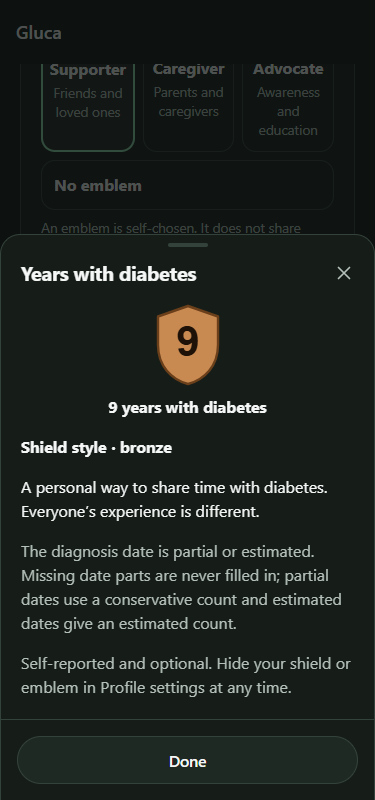 Gluca
Supporter
Friends and
loved ones
Caregiver
Parents and
caregivers
Advocate
Awareness
and
education
No emblem
An emblem is self-chosen. It does not share
Years with diabetes
9
9 years with diabetes
Shield style · bronze
A personal way to share time with diabetes.
Everyone's experience is different.
The diagnosis date is partial or estimated.
Missing date parts are never filled in; partial
dates use a conservative count and estimated
dates give an estimated count.
Self-reported and optional. Hide your shield or
emblem in Profile settings at any time.
Done